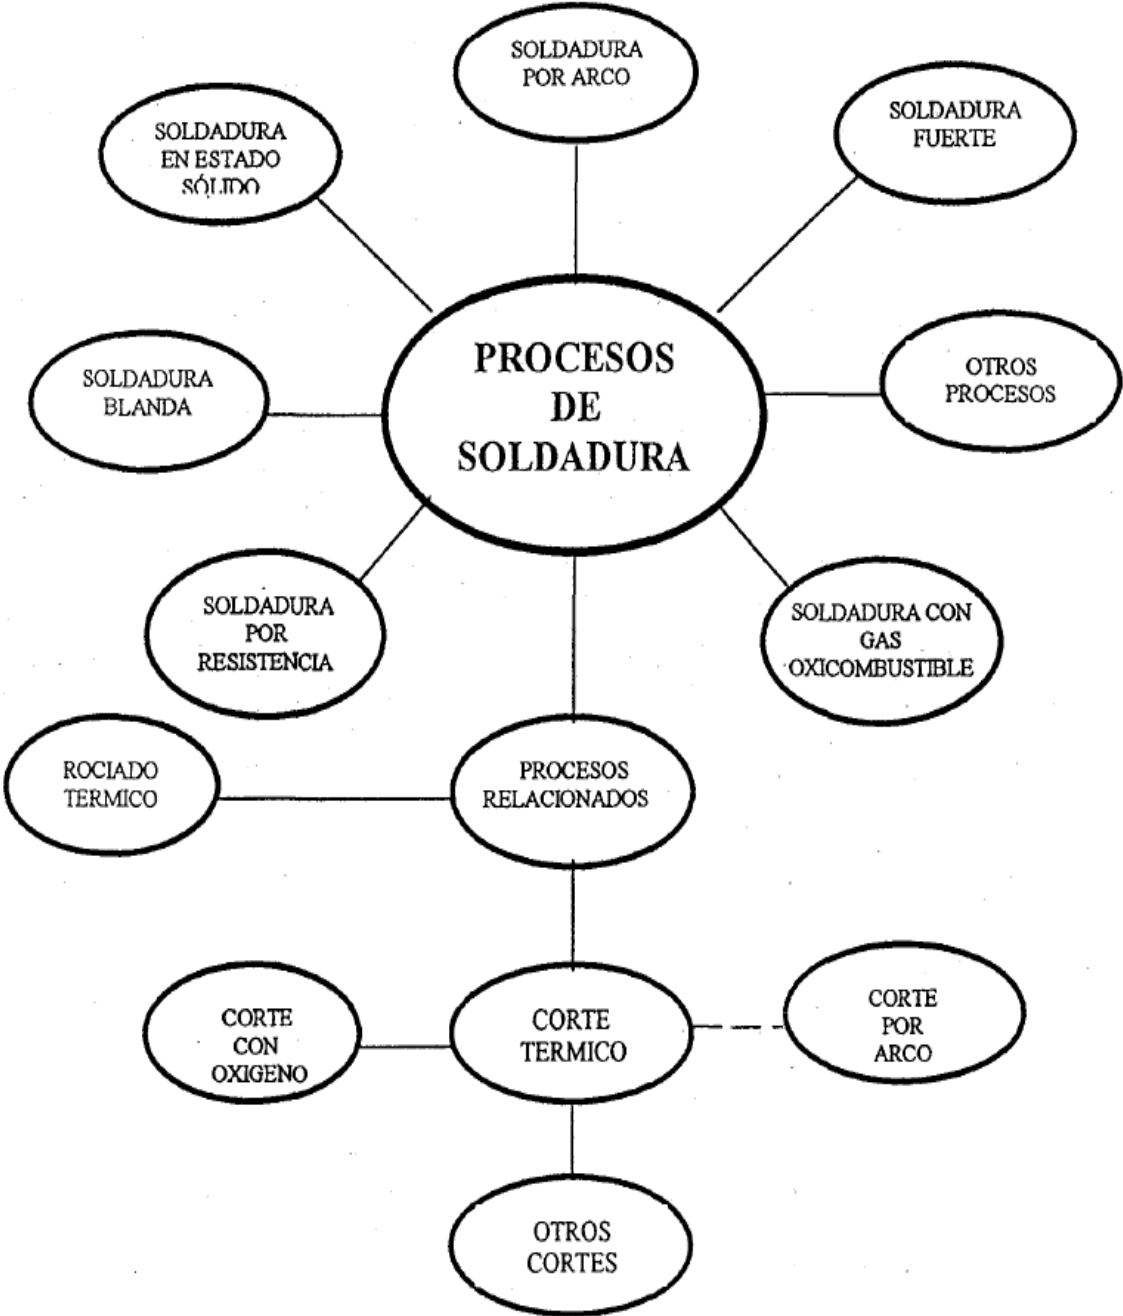 SOLDADURA
POR ARCO
SOLDADURA
FUERTE
SOLDADURA
EN ESTADO
SÓLIDO
PROCESOS
DE
SOLDADURA
OTROS
PROCESOS
SOLDADURA
BLANDA
SOLDADURA
POR
RESISTENCIA
SOLDADURA CON
GAS
OXICOMBUSTIBLE
ROCIADO
TERMICO
PROCESOS
RELACIONADOS
CORTE
CON
OXIGENO
CORTE
TERMICO
CORTE
POR
ARCO
OTROS
CORTES